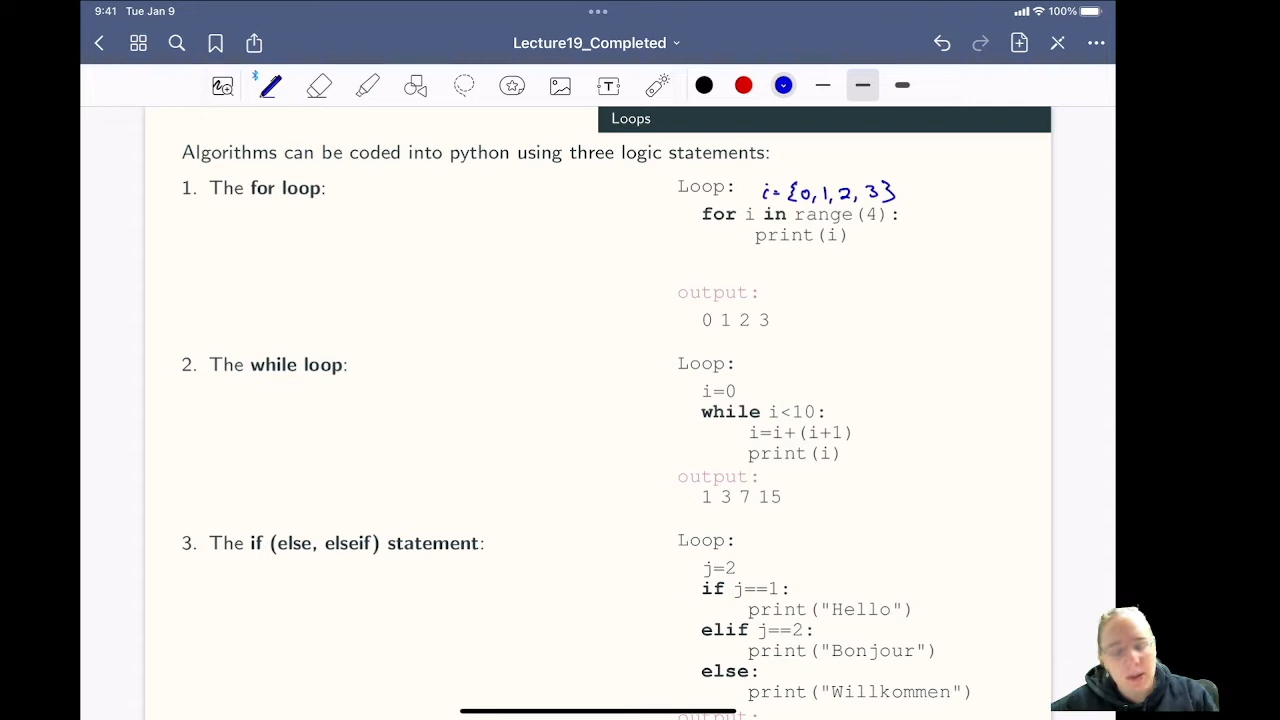 9:41 Tue Jan 9
100%
Lecture19_Completed
T
Loops
Algorithms can be coded into python using three logic statements:
1. The for loop:
Loop: i={0,1,2,3}
for i in range(4):
print(i)
output:
0 1 2 3
2. The while loop:
Loop:
i=0
while i<10:
i=i+(i+1)
print(i)
output:
1 3 7 15
3. The if (else, elseif) statement:
Loop:
j=2
if j==1:
print("Hello")
elif j==2:
print("Bonjour")
else:
print("Willkommen")
output: